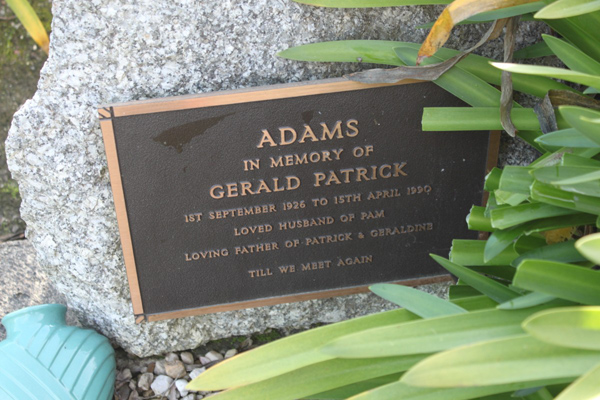 ADAMS
IN MEMORY OF
GERALD PATRICK
1ST SEPTEMBER 1926 TO 15TH APRIL 1990
LOVED HUSBAND OF PAM
LOVING FATHER OF PATRICK & GERALDINE
TILL WE MEET AGAIN